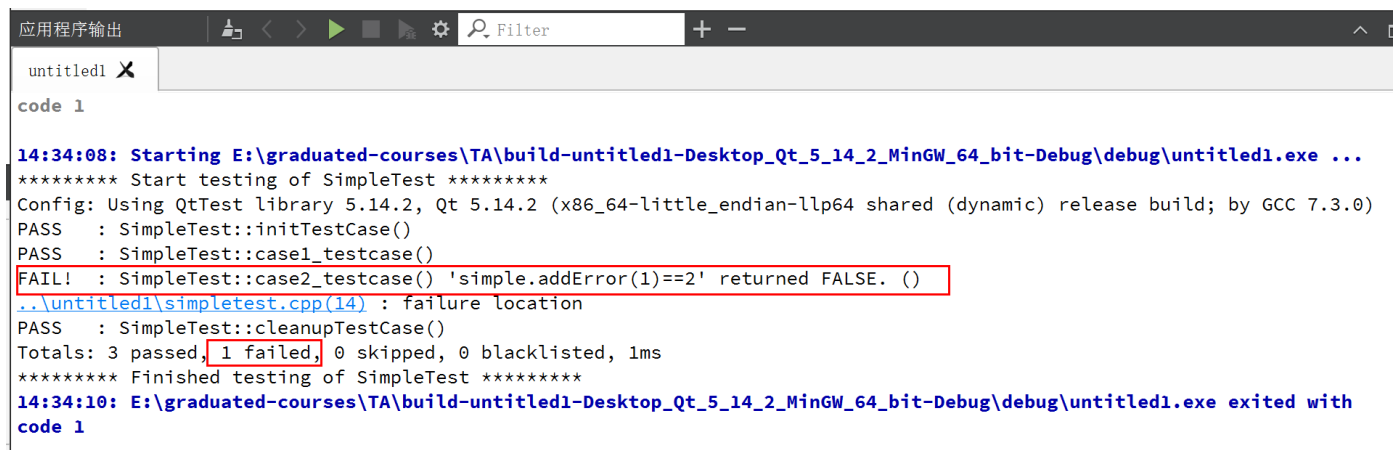 应用程序输出 Filter
untitled1
code 1
14:34:08: Starting E:\graduated-courses\TA\build-untitled1-Desktop_Qt_5_14_2_MinGW_64_bit-Debug\debug\untitled1.exe ...
********* Start testing of SimpleTest *********
Config: Using QtTest library 5.14.2, Qt 5.14.2 (x86_64-little_endian-llp64 shared (dynamic) release build; by GCC 7.3.0)
PASS   : SimpleTest::initTestCase()
PASS   : SimpleTest::case1_testcase()
FAIL!  : SimpleTest::case2_testcase() 'simple.addError(1)==2' returned FALSE. ()
..\untitled1\simpletest.cpp(14) : failure location
PASS   : SimpleTest::cleanupTestCase()
Totals: 3 passed, 1 failed, 0 skipped, 0 blacklisted, 1ms
********* Finished testing of SimpleTest *********
14:34:10: E:\graduated-courses\TA\build-untitled1-Desktop_Qt_5_14_2_MinGW_64_bit-Debug\debug\untitled1.exe exited with
code 1